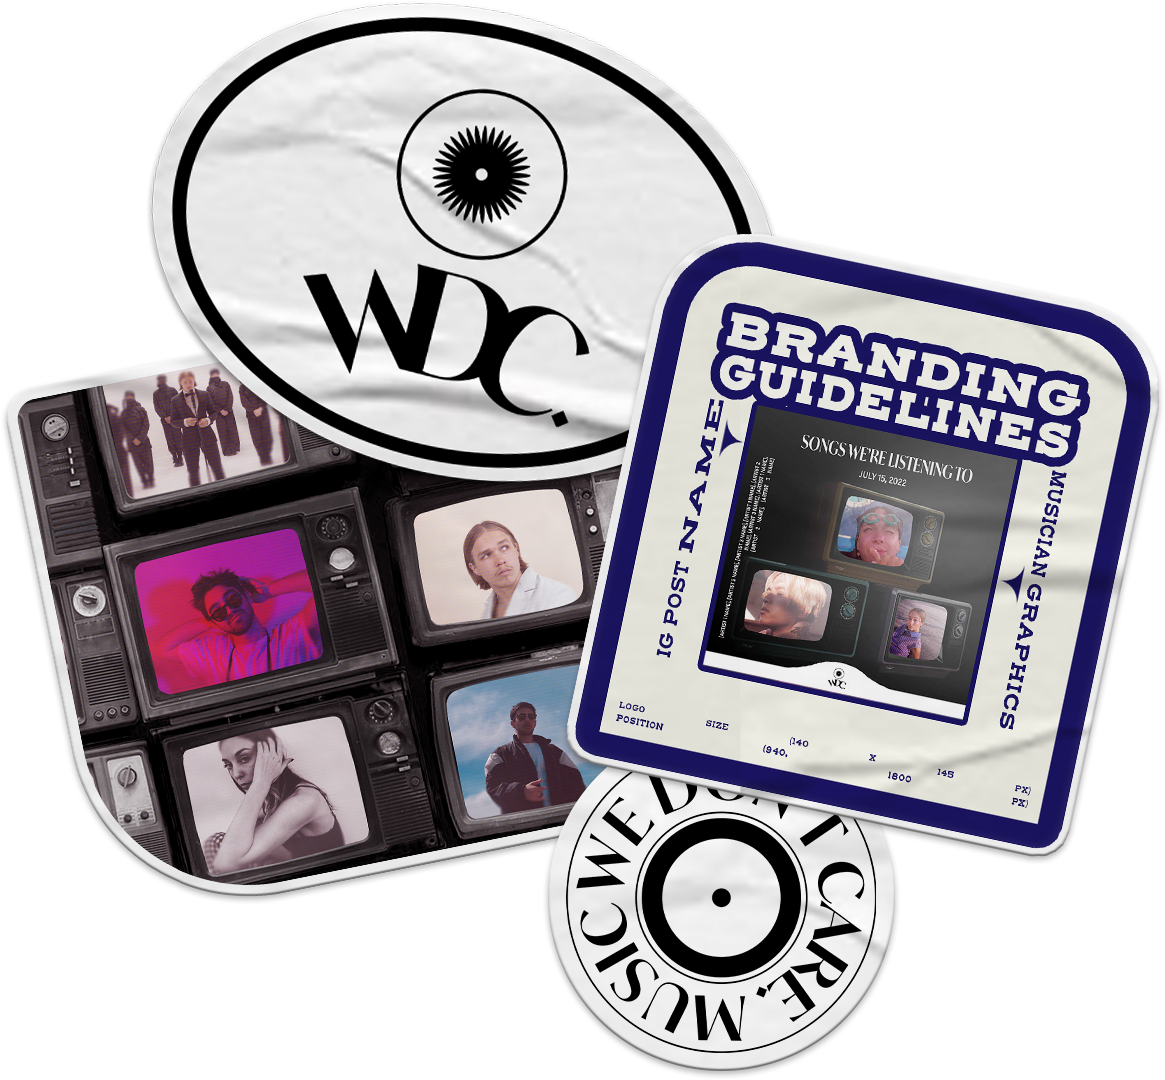 WDC.
BRANDING
GUIDELINES
IG POST NAME
SONGS WE'RE LISTENING TO
JULY 15, 2022
WDC.
MUSICIAN GRAPHICS
LOGO
POSITION
SIZE
(140
(940,
X
1800
145
PX)
PX)
WE DON'T CARE. MUSIC